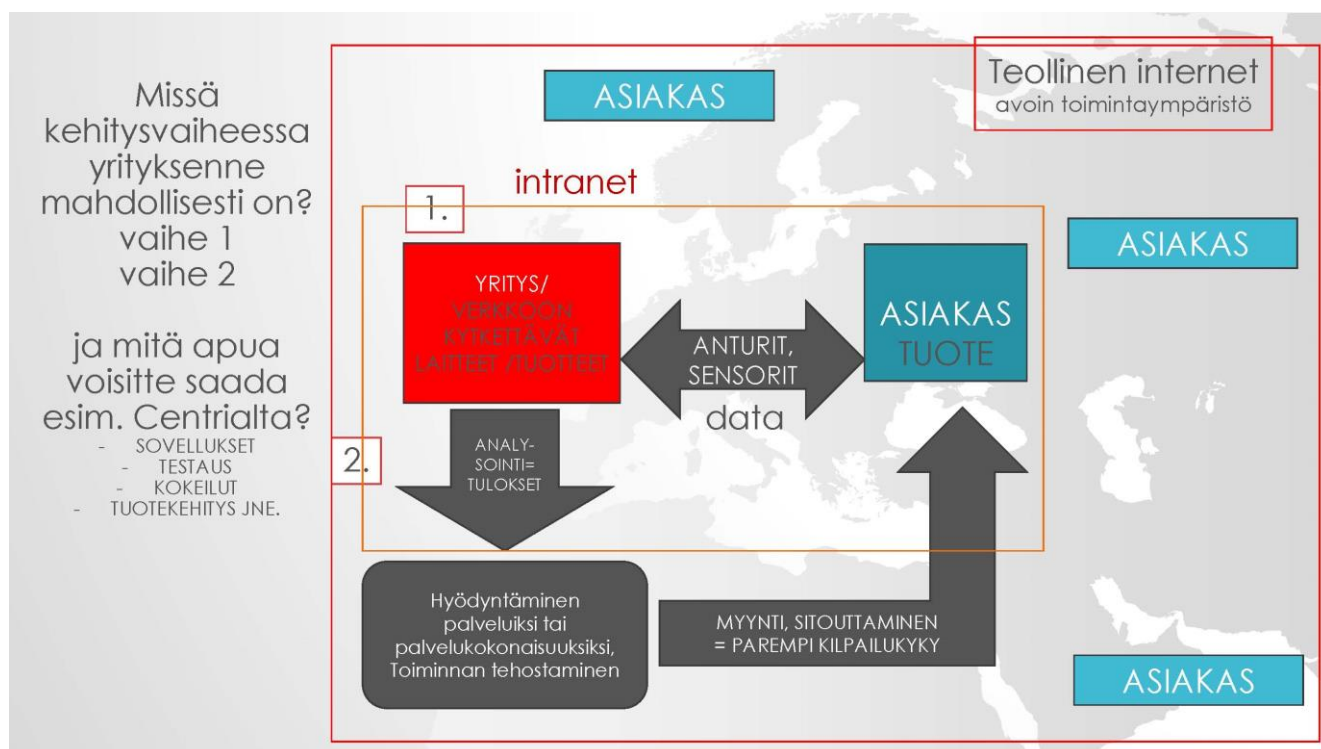 Missä
kehitysvaiheessa
yrityksenne
mahdollisesti on?
vaihe 1
vaihe 2
ja mitä apua
voisitte saada
esim. Centrialta?
- SOVELLUKSET
- TESTAUS
- KOKEILUT
- TUOTEKEHITYS JNE.
Teollinen internet
avoin toimintaympäristö
ASIAKAS
intranet
1.
ASIAKAS
YRITYS/
VERKKOON
KYTKETTÄVÄT
LAITTEET /TUOTTEET
ANTURIT,
SENSORIT
data
ASIAKAS
TUOTE
2.
ANALY-
SOINTI=
TULOKSET
Hyödyntäminen
palveluiksi tai
palvelukokonaisuuksiksi,
Toiminnan tehostaminen
MYYNTI, SITOUTTAMINEN
= PAREMPI KILPAILUKYKY
ASIAKAS